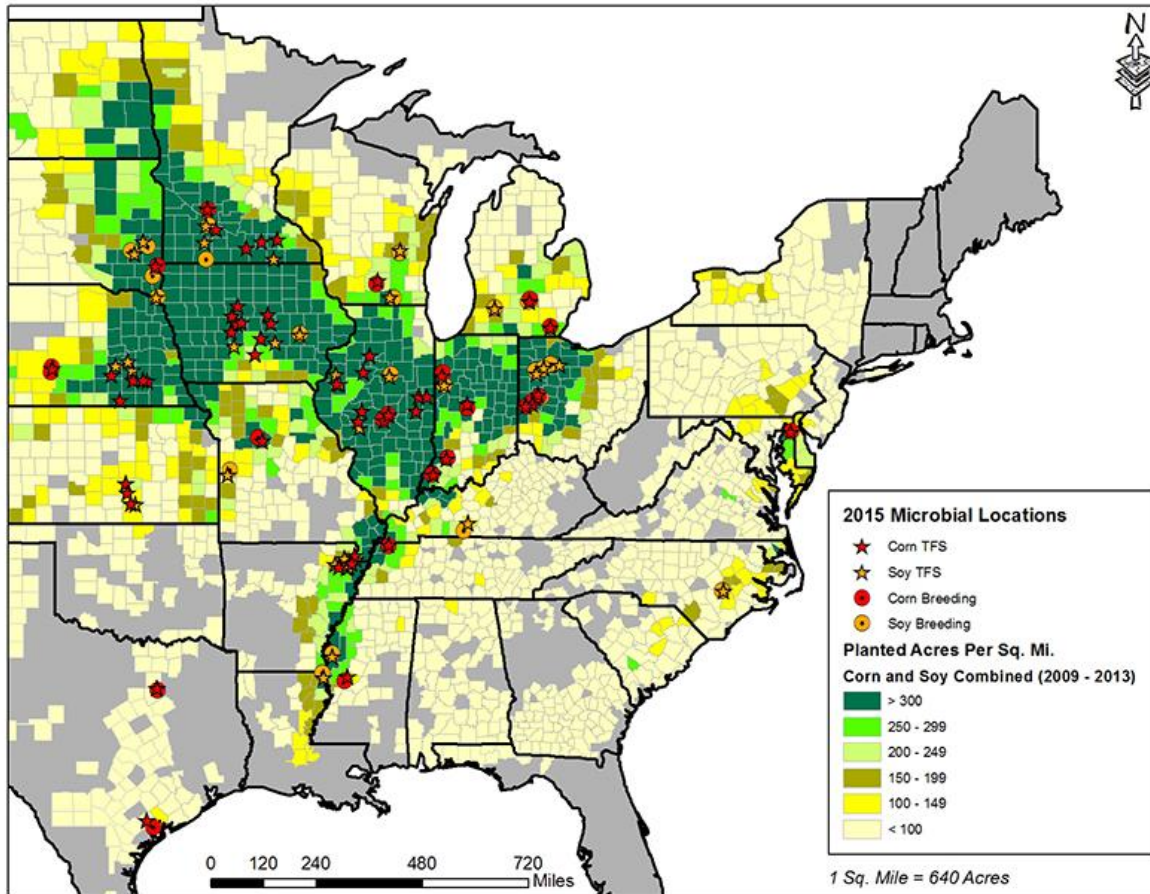 N
2015 Microbial Locations
Corn TFS
Soy TFS
Corn Breeding
Soy Breeding
Planted Acres Per Sq. Mi.
Corn and Soy Combined (2009 - 2013)
> 300
250 - 299
200 - 249
150 - 199
100 - 149
< 100
0 120 240 480 720
Miles
1 Sq. Mile = 640 Acres